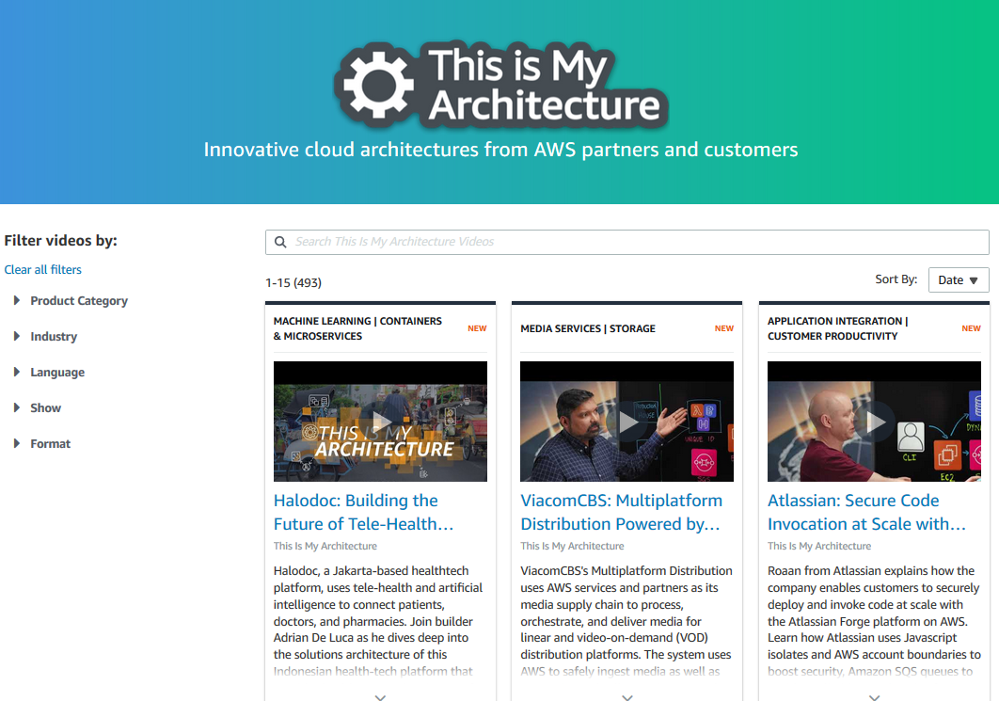 This is My
Architecture
Innovative cloud architectures from AWS partners and customers
Filter videos by:
Clear all filters
Product Category
Industry
Language
Show
Format
Search This Is My Architecture Videos
1-15 (493)
Sort By:
Date
MACHINE LEARNING | CONTAINERS
& MICROSERVICES
NEW
THIS IS MY
ARCHITECTURE
Halodoc: Building the
Future of Tele-Health…
This Is My Architecture
Halodoc, a Jakarta-based healthtech
platform, uses tele-health and artificial
intelligence to connect patients,
doctors, and pharmacies. Join builder
Adrian De Luca as he dives deep into
the solutions architecture of this
Indonesian health-tech platform that
MEDIA SERVICES | STORAGE
NEW
UNIQUE ID
ViacomCBS: Multiplatform
Distribution Powered by…
This Is My Architecture
ViacomCBS's Multiplatform Distribution
uses AWS services and partners as its
media supply chain to process,
orchestrate, and deliver media for
linear and video-on-demand (VOD)
distribution platforms. The system uses
AWS to safely ingest media as well as
APPLICATION INTEGRATION |
CUSTOMER PRODUCTIVITY
NEW
CLI
EC2
Atlassian: Secure Code
Invocation at Scale with…
This Is My Architecture
Roaan from Atlassian explains how the
company enables customers to securely
deploy and invoke code at scale with
the Atlassian Forge platform on AWS.
Learn how Atlassian uses Javascript
isolates and AWS account boundaries to
boost security, Amazon SQS queues to